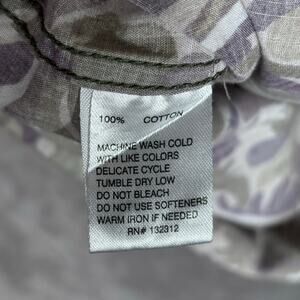 100% COTTON
MACHINE WASH COLD
WITH LIKE COLORS
DELICATE CYCLE
TUMBLE DRY LOW
DO NOT BLEACH
DO NOT USE SOFTENERS
WARM IRON IF NEEDED
RN# 132312